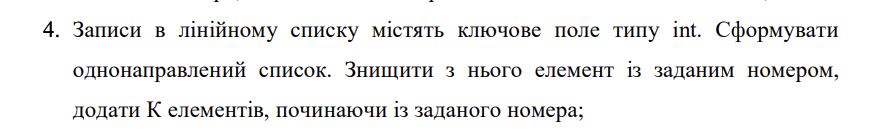 4. Записи в лінійному списку містять ключове поле типу int. Сформувати
однонаправлений список. Знищити з нього елемент із заданим номером,
додати К елементів, починаючи із заданого номера;